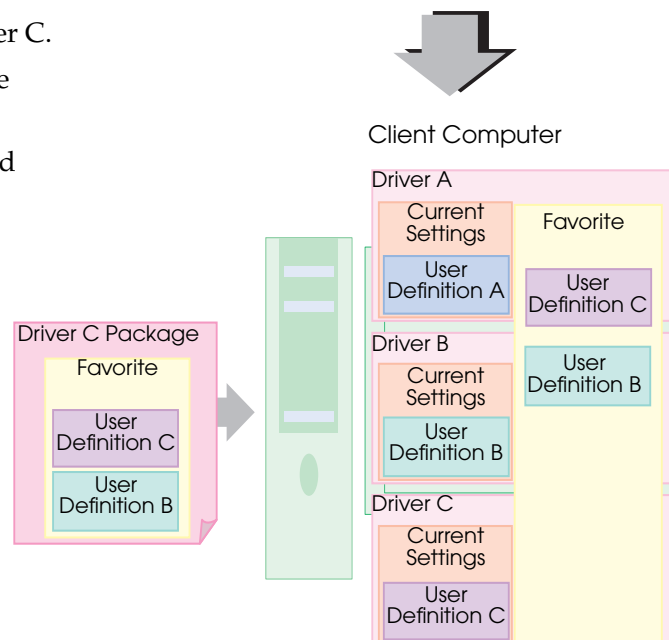 er C.
e
d
Client Computer
Driver A
Current
Settings
User
Definition A
Favorite
User
Definition C
User
Definition B
Driver B
Current
Settings
User
Definition B
Driver C
Current
Settings
User
Definition C
Driver C Package
Favorite
User
Definition C
User
Definition B